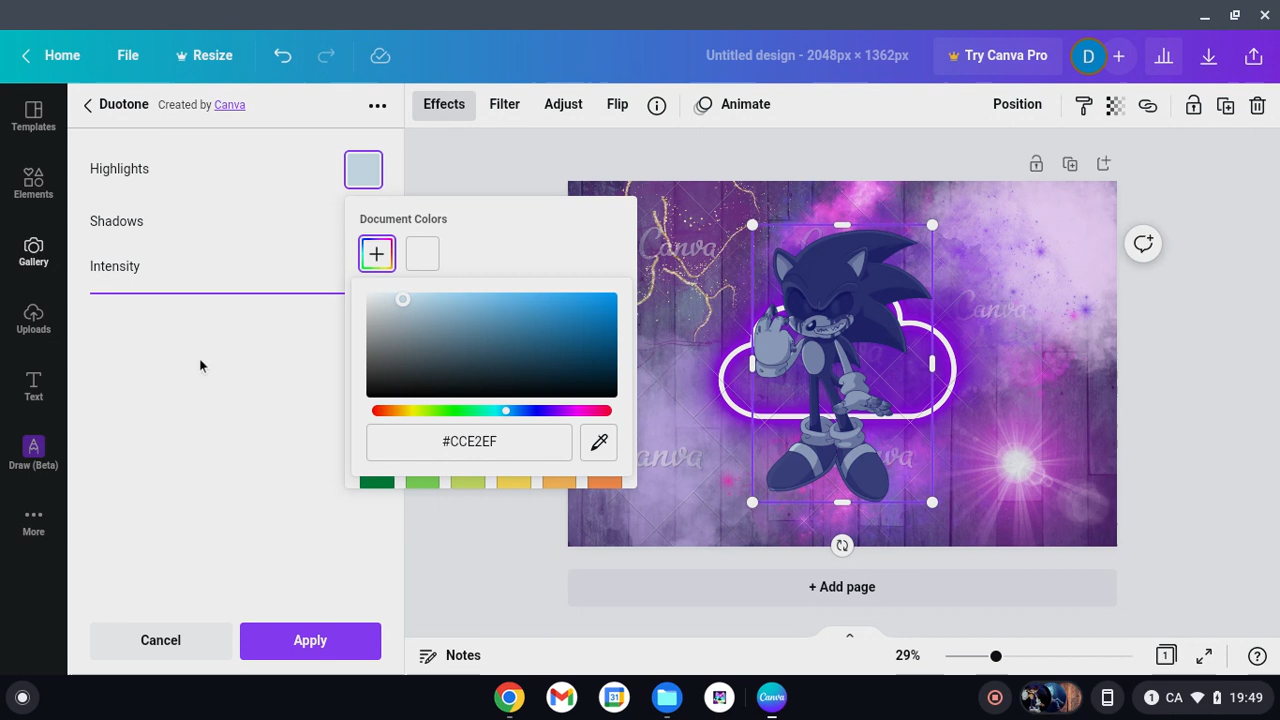 Home
File
Resize
Untitled design - 2048px × 1362px
Try Canva Pro
D
Duotone Created by Canva
Effects
Filter
Adjust
Flip
Animate
Position
Templates
Elements
Gallery
Uploads
Text
Draw (Beta)
More
Highlights
Shadows
Intensity
Document Colors
#CCE2EF
Cancel
Apply
Canva
Canva
Canva
+ Add page
Notes
29%
1
31
Canva
1 CA 19:49